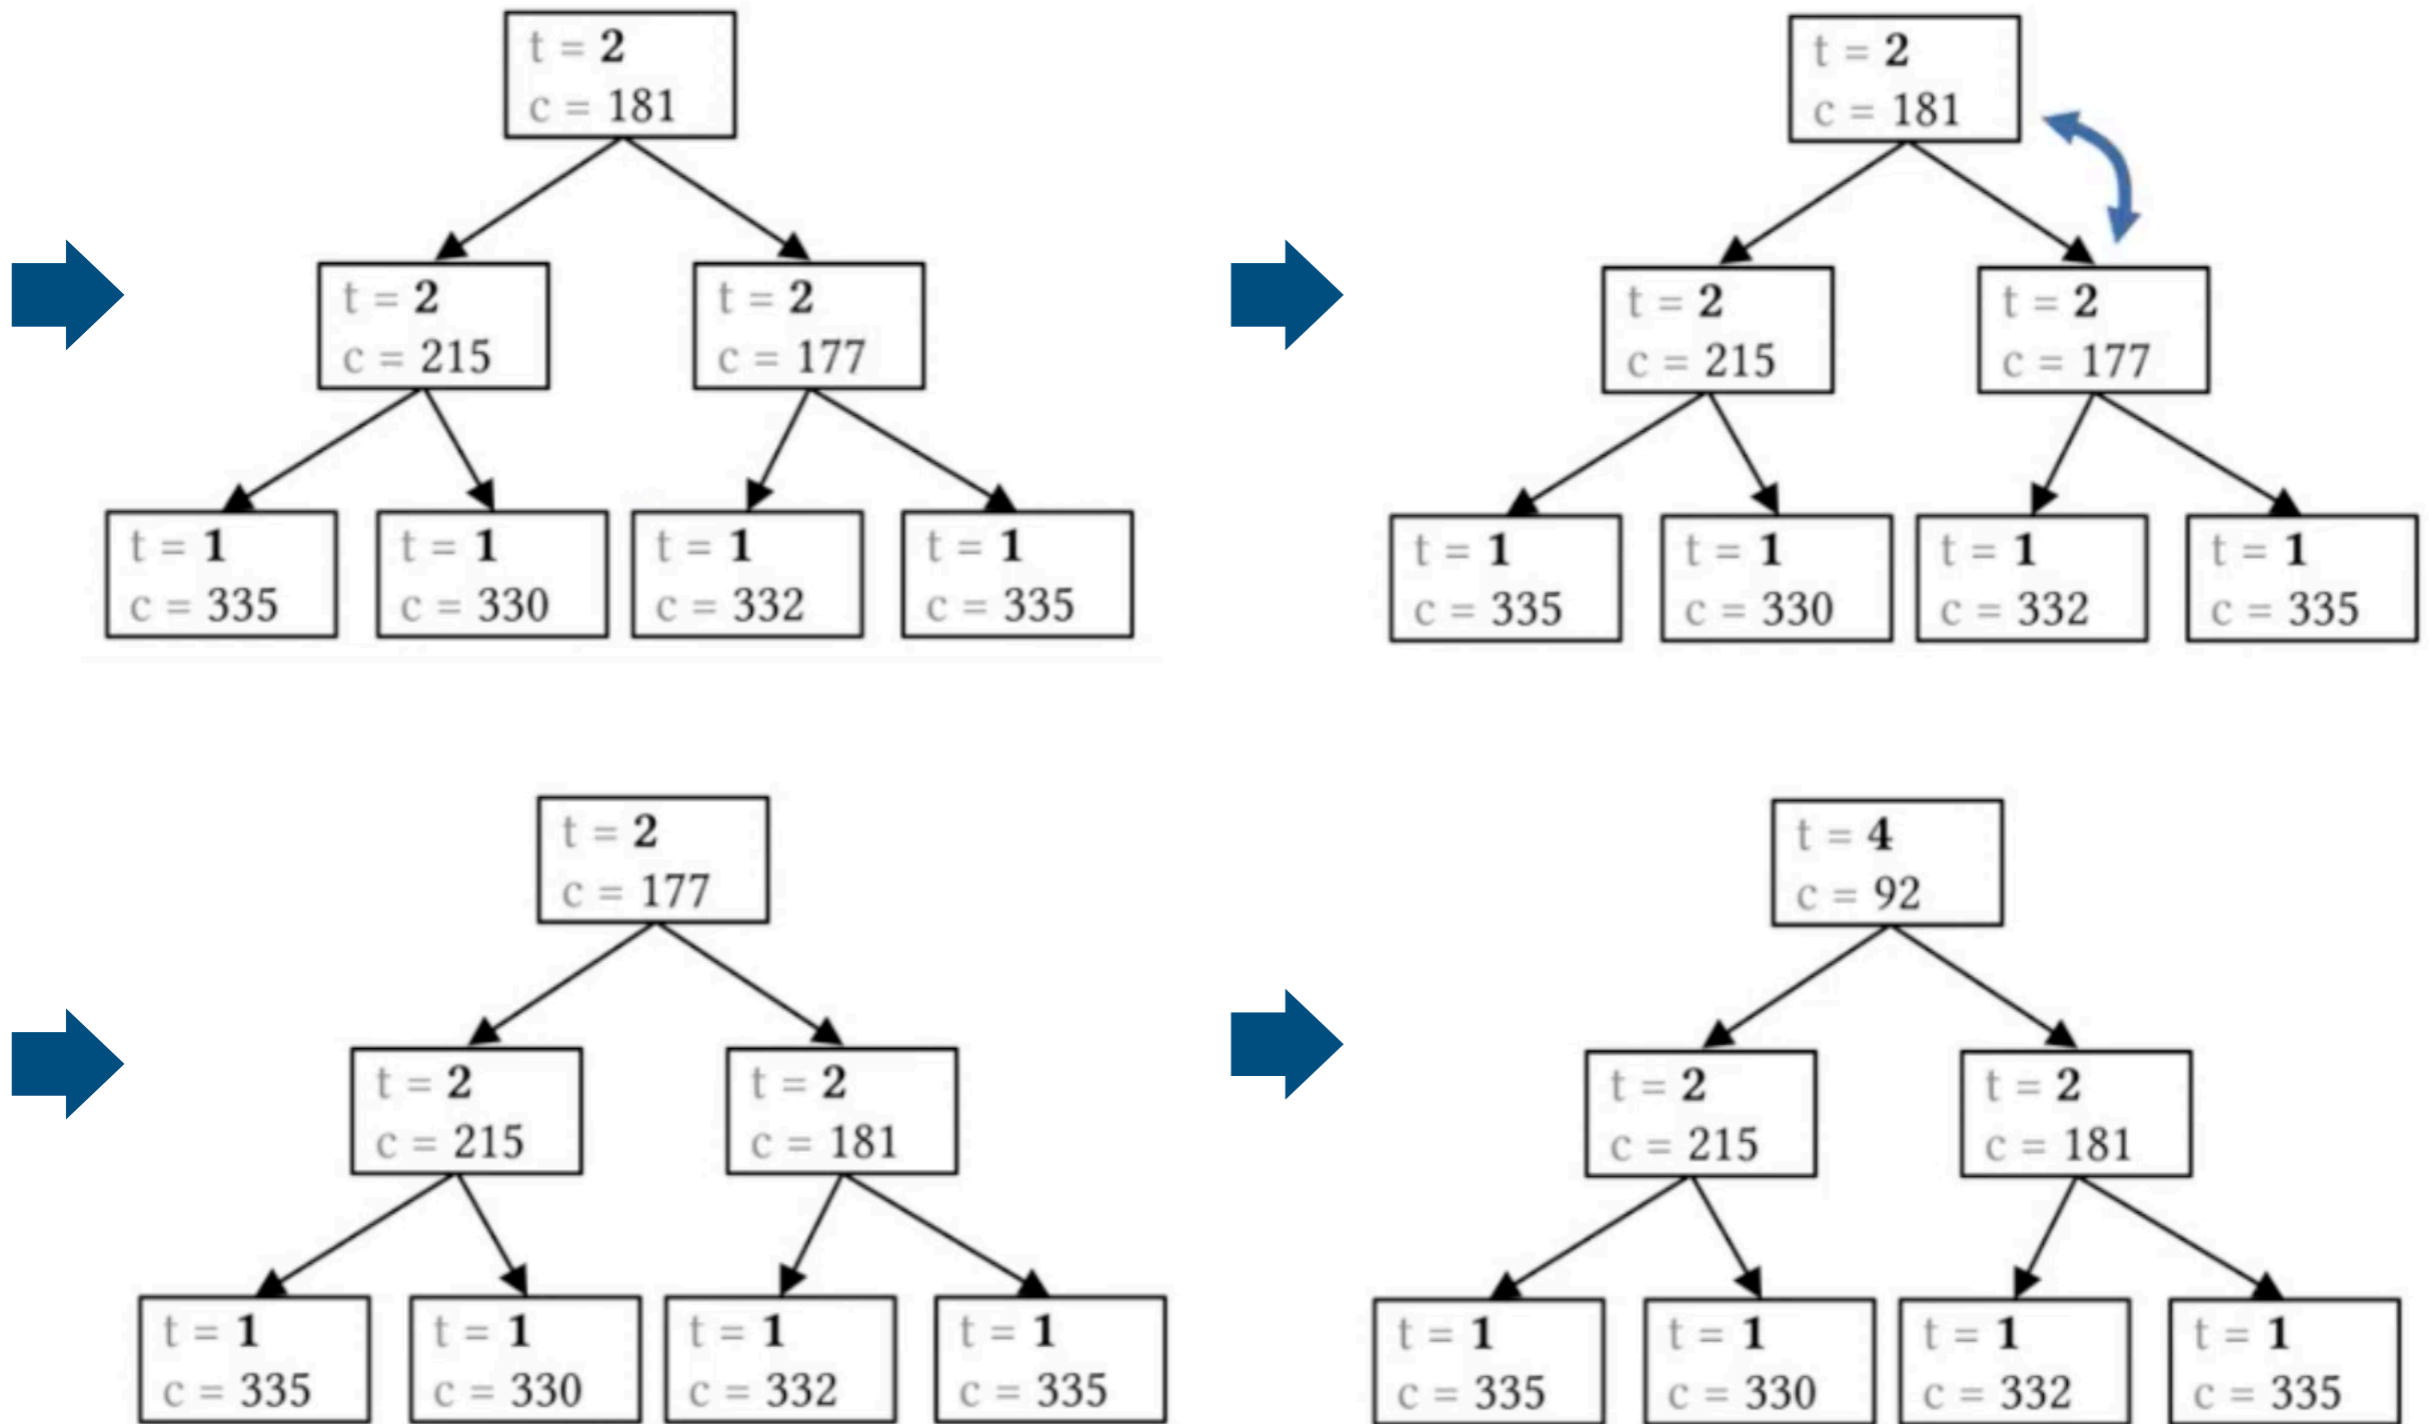 t = 2
c = 181
t = 2
c = 215
t = 2
c = 177
t = 1
c = 335
t = 1
c = 330
t = 1
c = 332
t = 1
c = 335
t = 2
c = 181
t = 2
c = 215
t = 2
c = 177
t = 1
c = 335
t = 1
c = 330
t = 1
c = 332
t = 1
c = 335
t = 2
c = 177
t = 2
c = 215
t = 2
c = 181
t = 1
c = 335
t = 1
c = 330
t = 1
c = 332
t = 1
c = 335
t = 4
c = 92
t = 2
c = 215
t = 2
c = 181
t = 1
c = 335
t = 1
c = 330
t = 1
c = 332
t = 1
c = 335